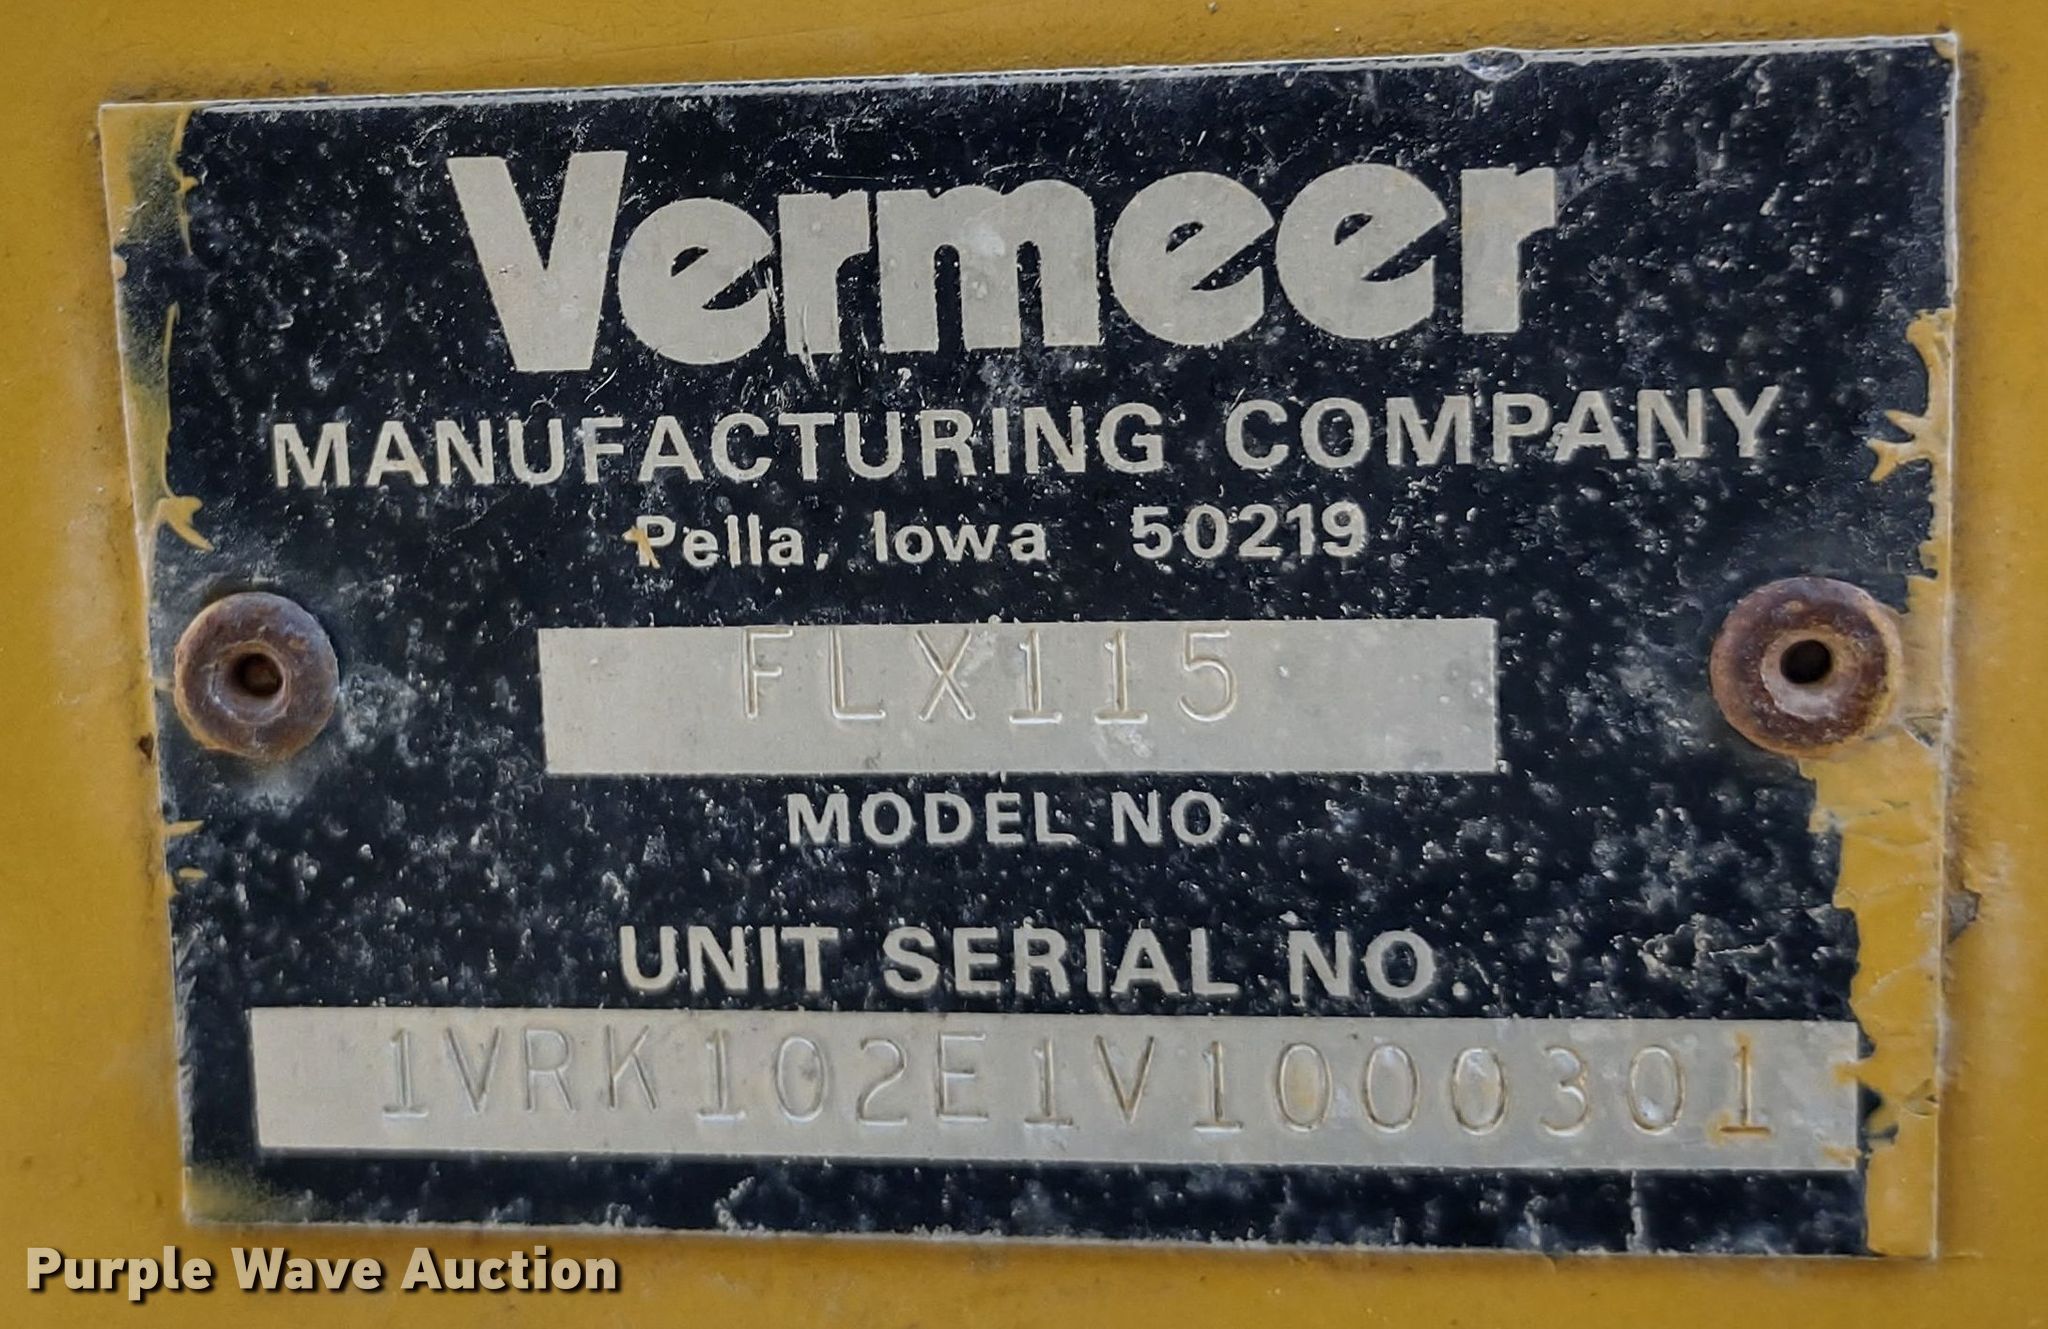 Vermeer
MANUFACTURING COMPANY
Pella, Iowa 50219
FLX115
MODEL NO.
UNIT SERIAL NO.
1VRK102E1V1000301
Purple Wave Auction